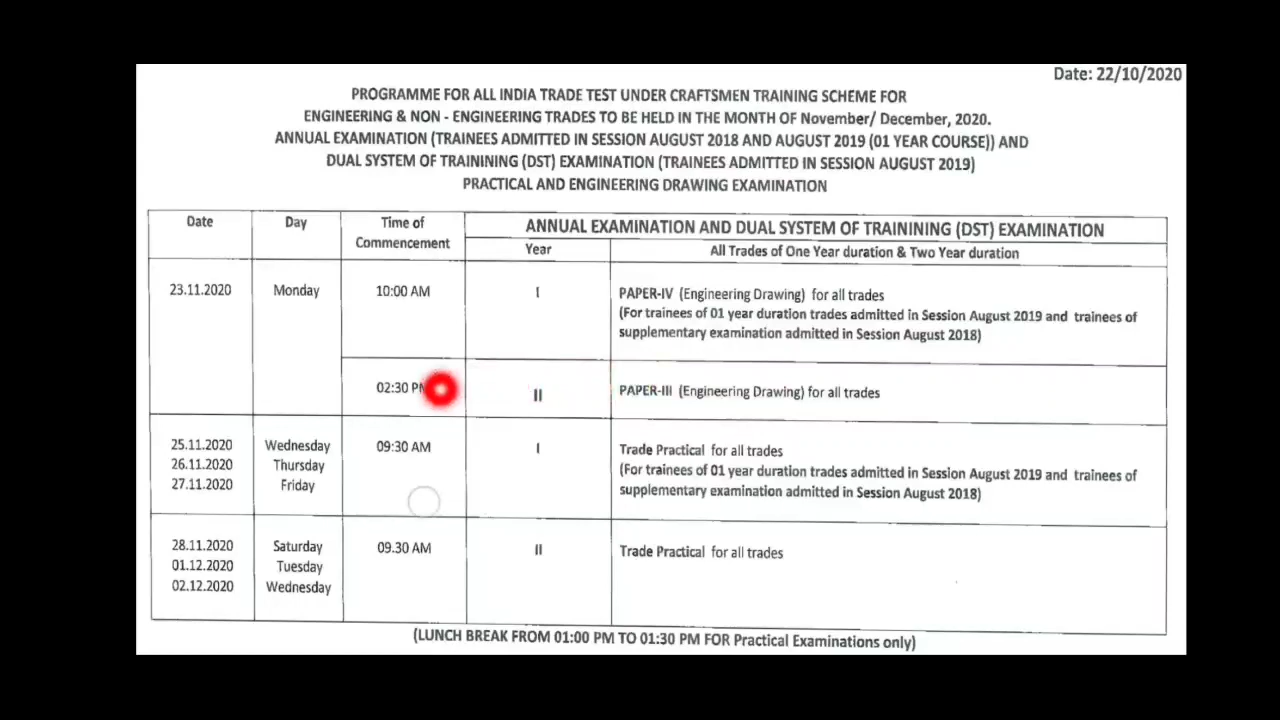 Date: 22/10/2020
PROGRAMME FOR ALL INDIA TRADE TEST UNDER CRAFTSMEN TRAINING SCHEME FOR
ENGINEERING & NON - ENGINEERING TRADES TO BE HELD IN THE MONTH OF November/ December, 2020.
ANNUAL EXAMINATION (TRAINEES ADMITTED IN SESSION AUGUST 2018 AND AUGUST 2019 (01 YEAR COURSE)) AND
DUAL SYSTEM OF TRAININING (DST) EXAMINATION (TRAINEES ADMITTED IN SESSION AUGUST 2019)
PRACTICAL AND ENGINEERING DRAWING EXAMINATION
Date Day Time of Commencement ANNUAL EXAMINATION AND DUAL SYSTEM OF TRAININING (DST) EXAMINATION
Year All Trades of One Year duration & Two Year duration
23.11.2020 Monday 10:00 AM I PAPER-IV (Engineering Drawing) for all trades
(For trainees of 01 year duration trades admitted in Session August 2019 and trainees of
supplementary examination admitted in Session August 2018)
02:30 II PAPER-III (Engineering Drawing) for all trades
25.11.2020 Wednesday 09:30 AM I Trade Practical for all trades
26.11.2020 Thursday (For trainees of 01 year duration trades admitted in Session August 2019 and trainees of
27.11.2020 Friday supplementary examination admitted in Session August 2018)
28.11.2020 Saturday 09.30 AM II Trade Practical for all trades
01.12.2020 Tuesday
02.12.2020 Wednesday
(LUNCH BREAK FROM 01:00 PM TO 01:30 PM FOR Practical Examinations only)